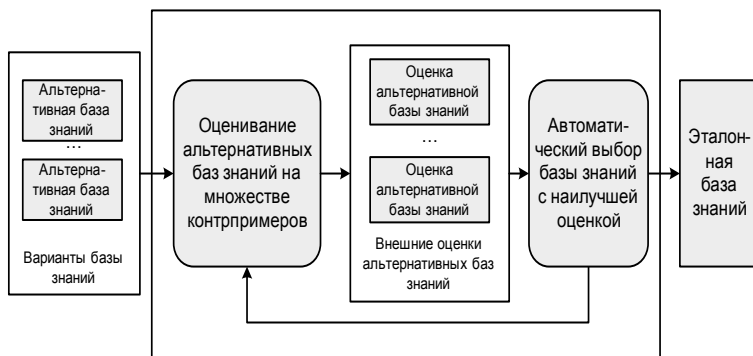 Альтерна-
тивная база
знаний
...
Альтерна-
тивная база
знаний
Варианты базы
знаний
Оценивание
альтернативных
баз знаний на
множестве
контрпримеров
Оценка
альтернативной
базы знаний
...
Оценка
альтернативной
базы знаний
Внешние оценки
альтернативных баз
знаний
Автомати-
ческий выбор
базы знаний
с наилучшей
оценкой
Эталон-
ная
база
знаний